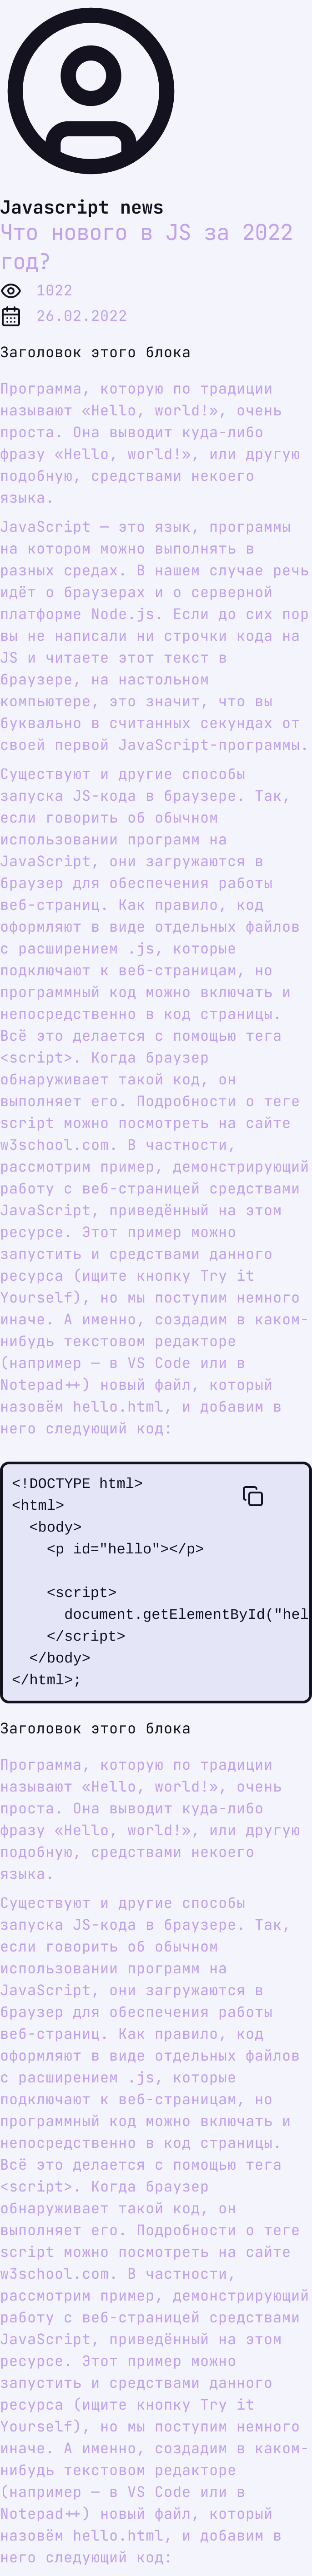 Javascript news
Что нового в JS за 2022
год?
1022
26.02.2022
Заголовок этого блока
Программа, которую по традиции
называют «Hello, world!», очень
проста. Она выводит куда-либо
фразу «Hello, world!», или другую
подобную, средствами некоего
языка.
JavaScript — это язык, программы
на котором можно выполнять в
разных средах. В нашем случае речь
идёт о браузерах и о серверной
платформе Node.js. Если до сих пор
вы не написали ни строчки кода на
JS и читаете этот текст в
браузере, на настольном
компьютере, это значит, что вы
буквально в считанных секундах от
своей первой JavaScript-программы.
Существуют и другие способы
запуска JS-кода в браузере. Так,
если говорить об обычном
использовании программ на
JavaScript, они загружаются в
браузер для обеспечения работы
веб-страниц. Как правило, код
оформляют в виде отдельных файлов
с расширением .js, которые
подключают к веб-страницам, но
программный код можно включать и
непосредственно в код страницы.
Всё это делается с помощью тега
<script>. Когда браузер
обнаруживает такой код, он
выполняет его. Подробности о теге
script можно посмотреть на сайте
w3school.com. В частности,
рассмотрим пример, демонстрирующий
работу с веб-страницей средствами
JavaScript, приведённый на этом
ресурсе. Этот пример можно
запустить и средствами данного
ресурса (ищите кнопку Try it
Yourself), но мы поступим немного
иначе. А именно, создадим в каком-
нибудь текстовом редакторе
(например — в VS Code или в
Notepad++) новый файл, который
назовём hello.html, и добавим в
него следующий код:
<!DOCTYPE html>
<html>
  <body>
    <p id="hello"></p>
    <script>
      document.getElementById("hel
    </script>
  </body>
</html>;
Заголовок этого блока
Программа, которую по традиции
называют «Hello, world!», очень
проста. Она выводит куда-либо
фразу «Hello, world!», или другую
подобную, средствами некоего
языка.
Существуют и другие способы
запуска JS-кода в браузере. Так,
если говорить об обычном
использовании программ на
JavaScript, они загружаются в
браузер для обеспечения работы
веб-страниц. Как правило, код
оформляют в виде отдельных файлов
с расширением .js, которые
подключают к веб-страницам, но
программный код можно включать и
непосредственно в код страницы.
Всё это делается с помощью тега
<script>. Когда браузер
обнаруживает такой код, он
выполняет его. Подробности о теге
script можно посмотреть на сайте
w3school.com. В частности,
рассмотрим пример, демонстрирующий
работу с веб-страницей средствами
JavaScript, приведённый на этом
ресурсе. Этот пример можно
запустить и средствами данного
ресурса (ищите кнопку Try it
Yourself), но мы поступим немного
иначе. А именно, создадим в каком-
нибудь текстовом редакторе
(например — в VS Code или в
Notepad++) новый файл, который
назовём hello.html, и добавим в
него следующий код: